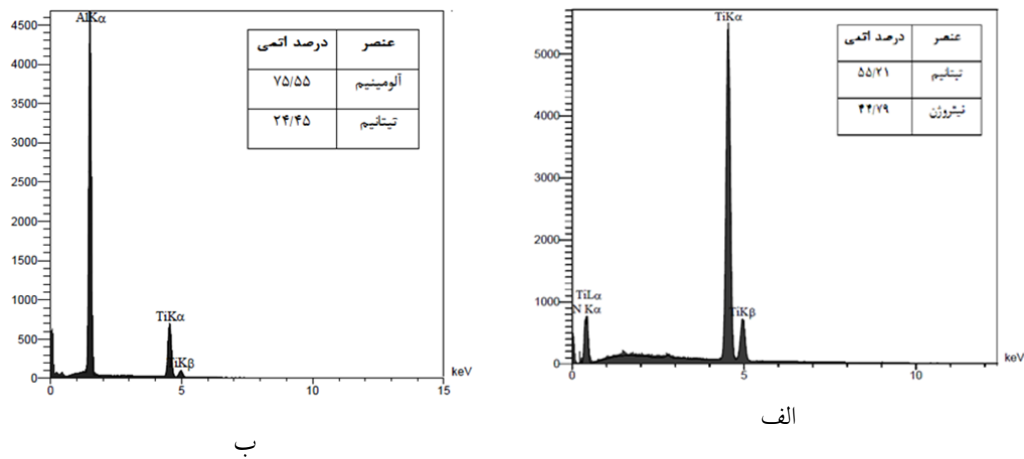 AlKα
4500
4000
3500
3000
2500
2000
1500
1000
500
0
عنصر درصد اتمی
آلومینیم ۷۵/۵۵
تیتانیم ۲۴/۴۵
TiKα
TiKβ
0 5 10 15
keV
ب
TiKα
5000
4000
3000
2000
1000
0
عنصر درصد اتمی
تیتانیم ۵۵/۲۱
نیتروژن ۴۴/۷۹
TiLα
N Kα
TiKβ
0 5 10
keV
الف